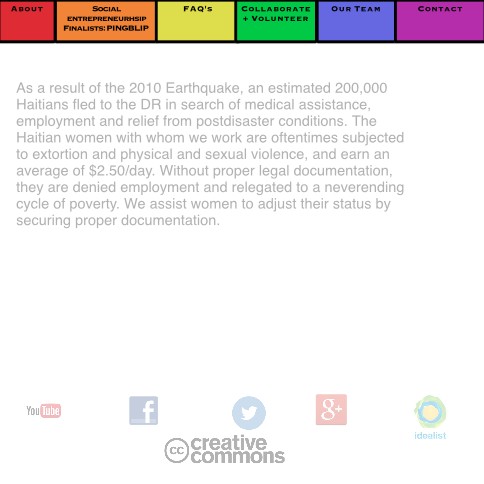 About
Social
entrepreneurhsip
Finalists: PINGBLIP
FAQ's
Collaborate
+ Volunteer
Our Team
Contact
As a result of the 2010 Earthquake, an estimated 200,000
Haitians fled to the DR in search of medical assistance,
employment and relief from postdisaster conditions. The
Haitian women with whom we work are oftentimes subjected
to extortion and physical and sexual violence, and earn an
average of $2.50/day. Without proper legal documentation,
they are denied employment and relegated to a neverending
cycle of poverty. We assist women to adjust their status by
securing proper documentation.
YouTube
f
g+
idealist
cc creative
commons